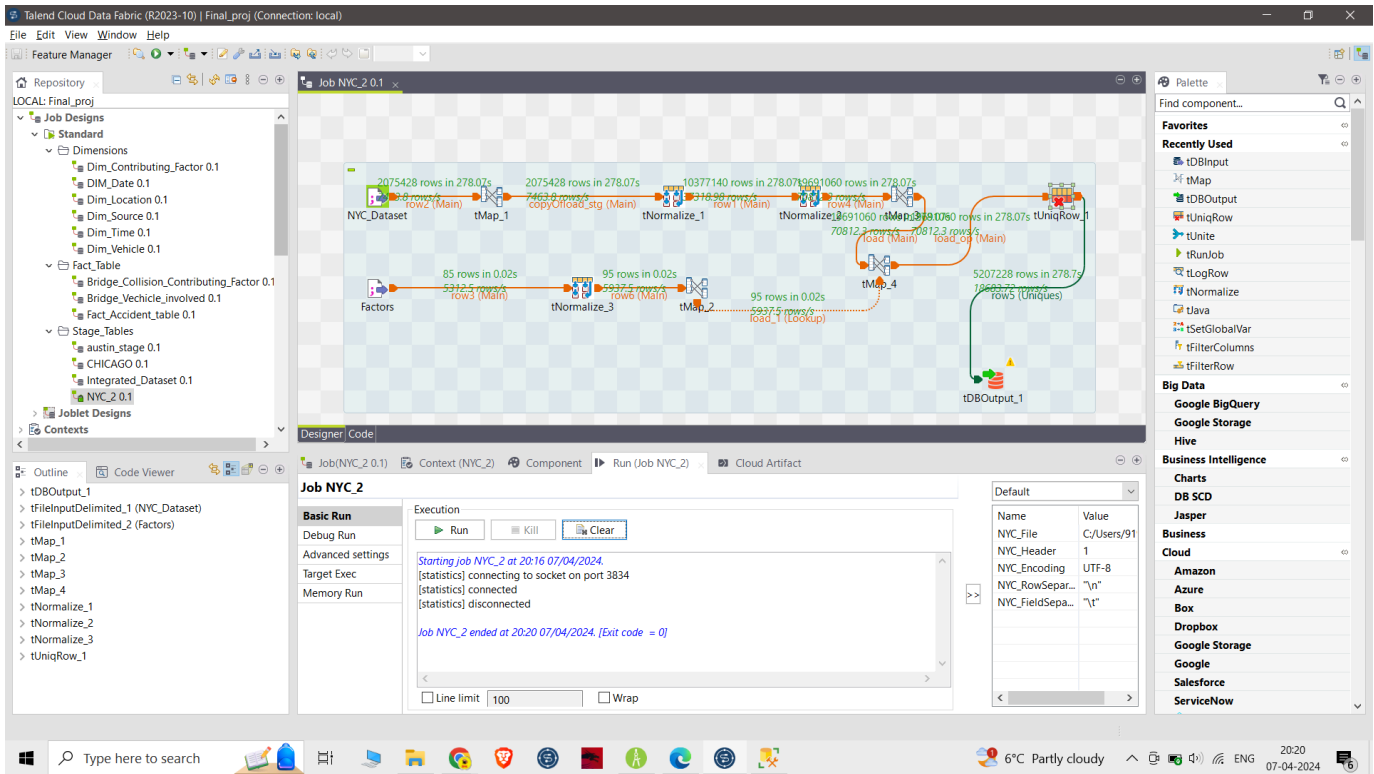 Talend Cloud Data Fabric (R2023-10) | Final_proj (Connection: local)
File Edit View Window Help
Feature Manager
Repository
LOCAL: Final_proj
Job Designs
Standard
Dimensions
Dim_Contributing_Factor 0.1
DIM_Date 0.1
Dim_Location 0.1
Dim_Source 0.1
Dim_Time 0.1
Dim_Vehicle 0.1
Fact_Table
Bridge_Collision_Contributing_Factor 0.1
Bridge_Vechicle_involved 0.1
Fact_Accident_table 0.1
Stage_Tables
austin_stage 0.1
CHICAGO 0.1
Integrated_Dataset 0.1
NYC_2 0.1
Joblet Designs
Contexts
Outline
Code Viewer
tDBOutput_1
tFileInputDelimited_1 (NYC_Dataset)
tFileInputDelimited_2 (Factors)
tMap_1
tMap_2
tMap_3
tMap_4
tNormalize_1
tNormalize_2
tNormalize_3
tUniqRow_1
Job NYC_2 0.1
2075428 rows in 278.07s
row2 (Main)
NYC_Dataset
tMap_1
2075428 rows in 278.07s
copyOfload_stg (Main)
tNormalize_1
10377140 rows in 278.07s
row1 (Main)
row4 (Main)
70812.3 rows/s
load (Main)
70812.3 rows/s
load_op (Main)
tUniqRow_1
tMap_4
Factors
85 rows in 0.02s
5312.5 rows/s
row3 (Main)
tNormalize_3
95 rows in 0.02s
5937.5 rows/s
row6 (Main)
tMap_2
95 rows in 0.02s
5937.5 rows/s
load_1 (Lookup)
5207228 rows in 278.7s
row5 (Uniques)
tDBOutput_1
Designer Code
Job(NYC_2 0.1) Context (NYC_2) Component Run (Job NYC_2) Cloud Artifact
Job NYC_2
Basic Run
Debug Run
Advanced settings
Target Exec
Memory Run
Execution
Run Kill Clear
Starting job NYC_2 at 20:16 07/04/2024.
[statistics] connecting to socket on port 3834
[statistics] connected
[statistics] disconnected
Job NYC_2 ended at 20:20 07/04/2024. [Exit code = 0]
Line limit 100 Wrap
>>
Default
Name Value
NYC_File C:/Users/91
NYC_Header 1
NYC_Encoding UTF-8
NYC_RowSepar... "\n"
NYC_FieldSepa... "\t"
Palette
Find component...
Favorites
Recently Used
tDBInput
tMap
tDBOutput
tUniqRow
tUnite
tRunJob
tLogRow
tNormalize
tJava
tSetGlobalVar
tFilterColumns
tFilterRow
Big Data
Google BigQuery
Google Storage
Hive
Business Intelligence
Charts
DB SCD
Jasper
Business
Cloud
Amazon
Azure
Box
Dropbox
Google Storage
Google
Salesforce
ServiceNow
Type here to search
6°C Partly cloudy
ENG
20:20
07-04-2024
6